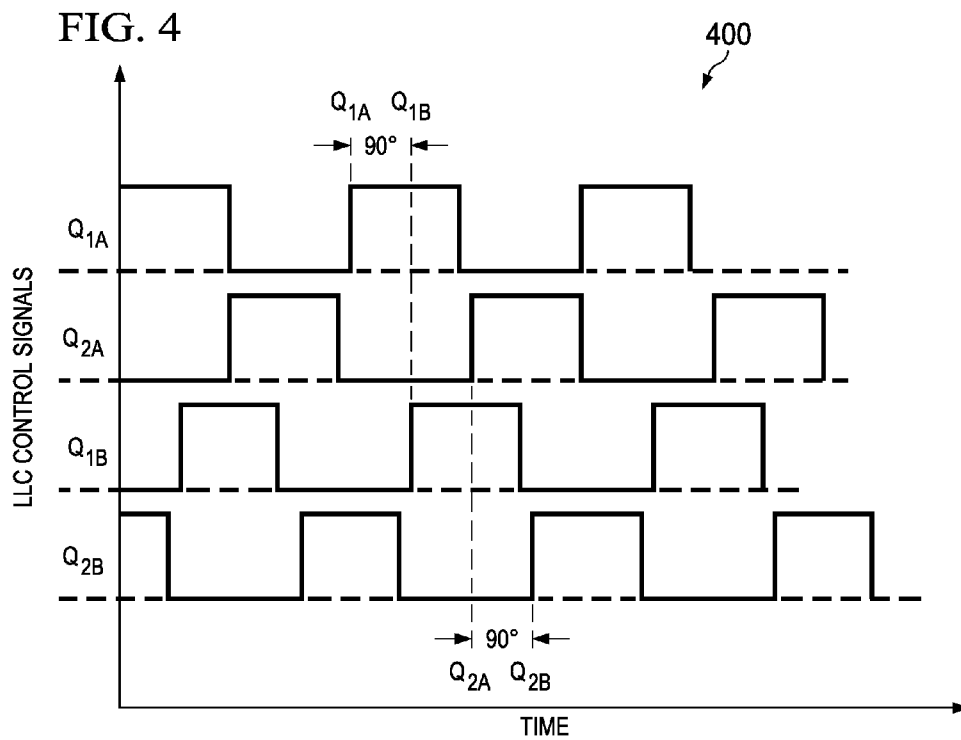 FIG. 4
400
Q1A Q1B
90°
Q1A
Q2A
Q1B
Q2B
LLC CONTROL SIGNALS
90°
Q2A Q2B
TIME